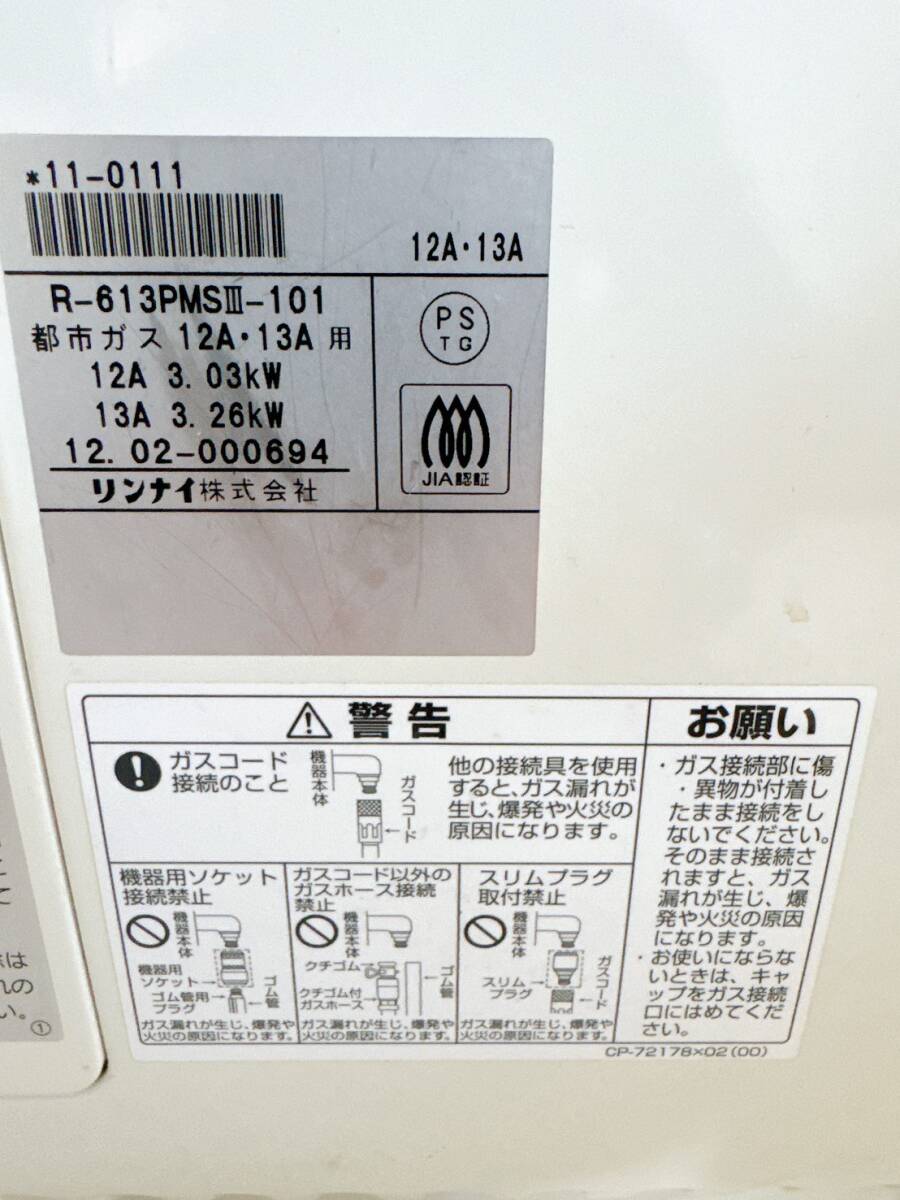 *11-0111
12A・13A
R-613PMSⅢ-101
都市ガス 12A・13A 用
12A 3.03kW
13A 3.26kW
12.02-000694
リンナイ株式会社
PS
TG
JIA認証
警告
ガスコード
接続のこと
機器本体
ガスコード
他の接続具を使用
すると、ガス漏れが
生じ、爆発や火災の
原因になります。
機器用ソケット
接続禁止
機器本体
機器用
ソケット
ゴム管用
プラグ
ガス漏れが生じ、爆発や
火災の原因になります。
ガスコード以外の
ガスホース接続
禁止
機器本体
クチゴム
クチゴム付
ガスホース
ゴム管
ガス漏れが生じ、爆発や
火災の原因になります。
スリムプラグ
取付禁止
機器本体
スリム
プラグ
ガスコード
ガス漏れが生じ、爆発や
火災の原因になります。
お願い
・ガス接続部に傷
・異物が付着し
たまま接続をし
ないでください。
そのまま接続さ
れますと、ガス
漏れが生じ、爆
発や火災の原因
になります。
・お使いにならな
いときは、キャ
ップをガス接続
口にはめてくだ
さい。
CP-72178×02(00)
こ
て
は
れの
い。
①